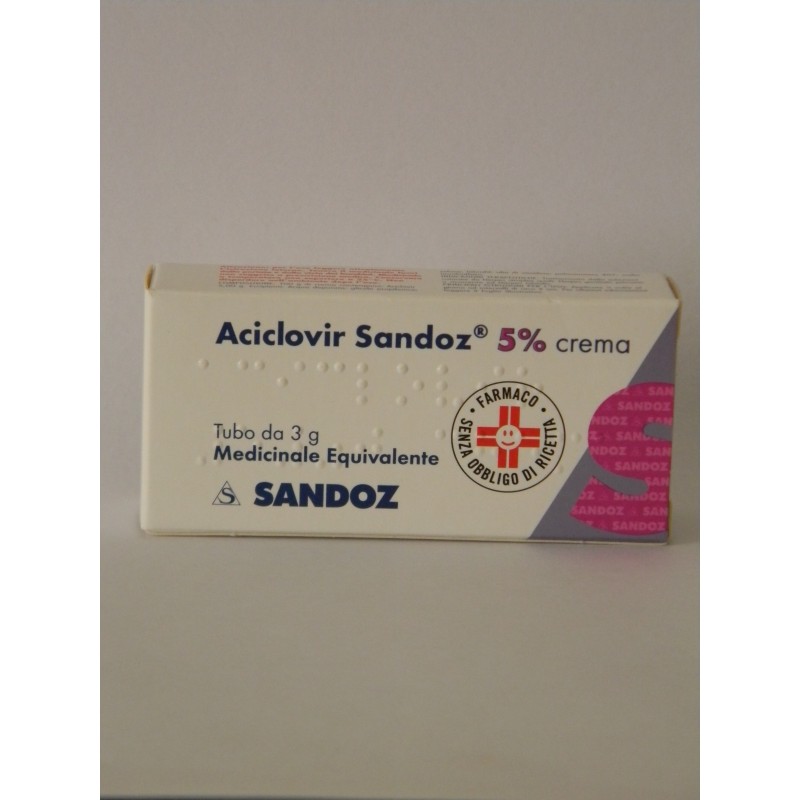 Aciclovir Sandoz® 5% crema
Tubo da 3 g
Medicinale Equivalente
S SANDOZ
FARMACO
SENZA OBBLIGO DI RICETTA
S
SANDOZ
SANDOZ
SANDOZ
SANDOZ